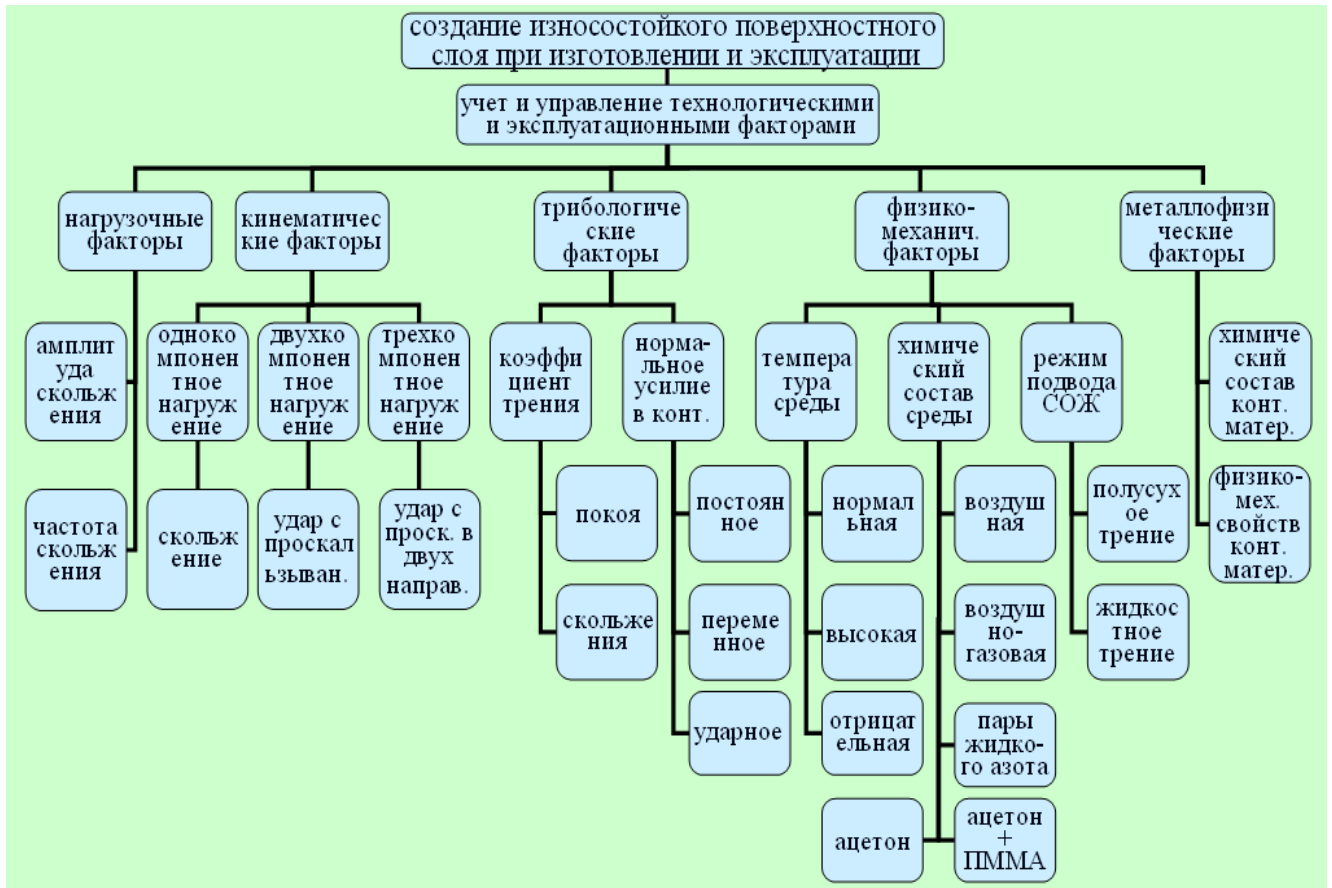 создание износостойкого поверхностного
слоя при изготовлении и эксплуатации
учет и управление технологическими
и эксплуатационными факторами
нагрузочные
факторы
кинематичес
кие факторы
трибологиче
ские
факторы
физико-
механич.
факторы
металлофизи
ческие
факторы
амплит
уда
скольж
ения
одноко
мпонен
тное
нагруж
ение
двухко
мпонен
тное
нагруж
ение
трехко
мпонен
тное
нагруж
ение
коэффи
циент
трения
норма-
льное
усилие
в конт.
темпера
тура
среды
химиче
ский
состав
среды
режим
подвода
СОЖ
химиче
ский
состав
конт.
матер.
частота
скольж
ения
скольж
ение
удар с
проскал
ьзыван.
удар с
проск. в
двух
направ.
покоя
постоян
ное
нормал
ьная
воздуш
ная
полусух
ое
трение
физико-
мех.
свойств
конт.
матер.
скольже
ния
переме
нное
высокая
воздуш
но-
газовая
жидкос
тное
трение
ударное
отрицат
ельная
пары
жидко-
го азота
ацетон
ацетон
+
ПММА